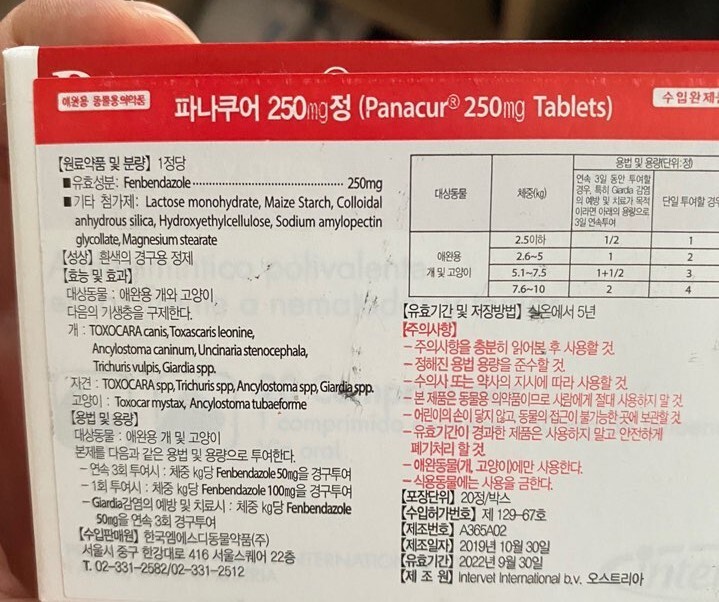 애완용 동물용의약품
파나쿠어 250mg정 (Panacur® 250mg Tablets)
수입완제
【원료약품 및 분량】 1정당
■유효성분: Fenbendazole 250mg
■기타 첨가제: Lactose monohydrate, Maize Starch, Colloidal
anhydrous silica, Hydroxyethylcellulose, Sodium amylopectin
glycollate, Magnesium stearate
【성상】 흰색의 경구용 정제
【효능 및 효과】
대상동물 : 애완용 개와 고양이,
다음의 기생충을 구제한다.
개 : TOXOCARA canis, Toxascaris leonine,
Ancylostoma caninum, Uncinaria stenocephala,
Trichuris vulpis, Giardia spp.
자견 : TOXOCARA spp, Trichuris spp, Ancylostoma spp, Giardia spp.
고양이 : Toxocar mystax, Ancylostoma tubaeforme
【용법 및 용량】
대상동물 : 애완용 개 및 고양이
본제를 다음과 같은 용법 및 용량으로 투여한다.
- 연속 3회 투여시 : 체중 kg당 Fenbendazole 50mg을 경구투여
- 1회 투여시 : 체중 kg당 Fenbendazole 100mg을 경구투여
- Giardia감염의 예방 및 치료시 : 체중 kg당 Fenbendazole
50mg을 연속 3회 경구투여
【수입판매원】 한국엠에스디동물약품(주)
서울시 중구 한강대로 416 서울스퀘어 22층
T. 02-331-2582/02-331-2512
용법 및 용량(단위:정)
대상동물 체중(kg) 연속 3일 동안 투여할 단일 투여할 경우
경우, 특히 Giardia 감염
의 예방 및 치료가 목적
이라면 아래의 용량으로
3일 연속투여
2.5이하 1/2 1
애완용 2.6~5 1 2
개 및 고양이 5.1~7.5 1+1/2 3
7.6~10 2 4
【유효기간 및 저장방법】 실온에서 5년
【주의사항】
- 주의사항을 충분히 읽어본 후 사용할 것.
- 정해진 용법 용량을 준수할 것.
- 수의사 또는 약사의 지시에 따라 사용할 것.
- 본 제품은 동물용 의약품이므로 사람에게 절대 사용하지 말 것.
- 어린이의 손이 닿지 않고, 동물의 접근이 불가능한 곳에 보관할 것.
- 유효기간이 경과한 제품은 사용하지 말고 안전하게
폐기처리 할 것.
- 애완동물(개, 고양이)에만 사용한다.
- 식용동물에는 사용을 금한다.
【포장단위】 20정/박스
【수입허가번호】 제 129-67호
【제조번호】 A365A02
【제조일자】 2019년 10월 30일
【유효기간】 2022년 9월 30일
【제 조 원】 Intervet International b.v. 오스트리아